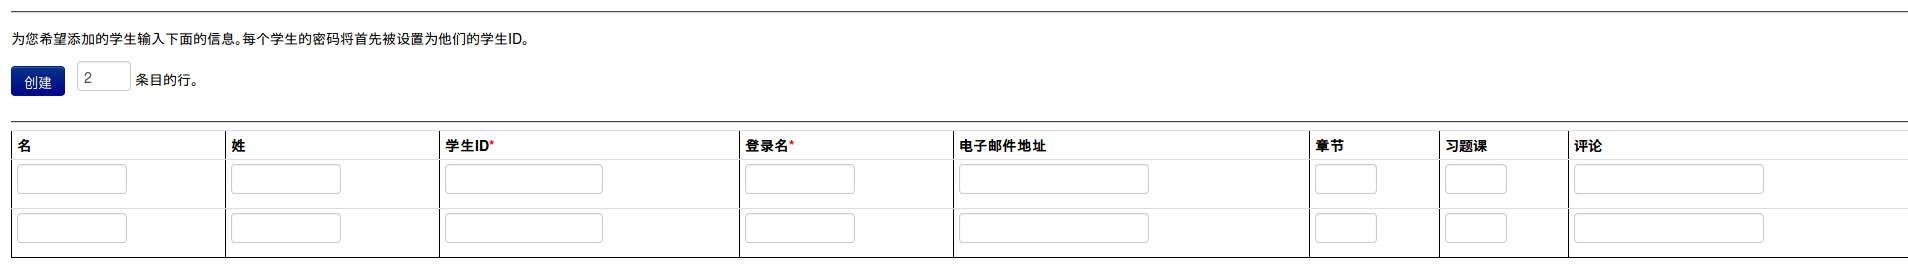 为您希望添加的学生输入下面的信息。每个学生的密码将首先被设置为他们的学生ID。
创建 2 条目的行。
名 姓 学生ID* 登录名* 电子邮件地址 章节 习题课 评论